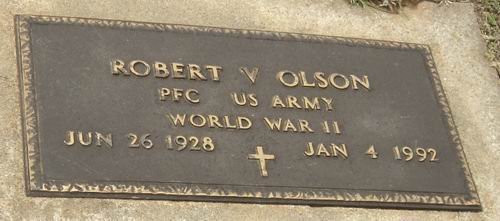 ROBERT V OLSON
PFC US ARMY
WORLD WAR II
JUN 26 1928 JAN 4 1992